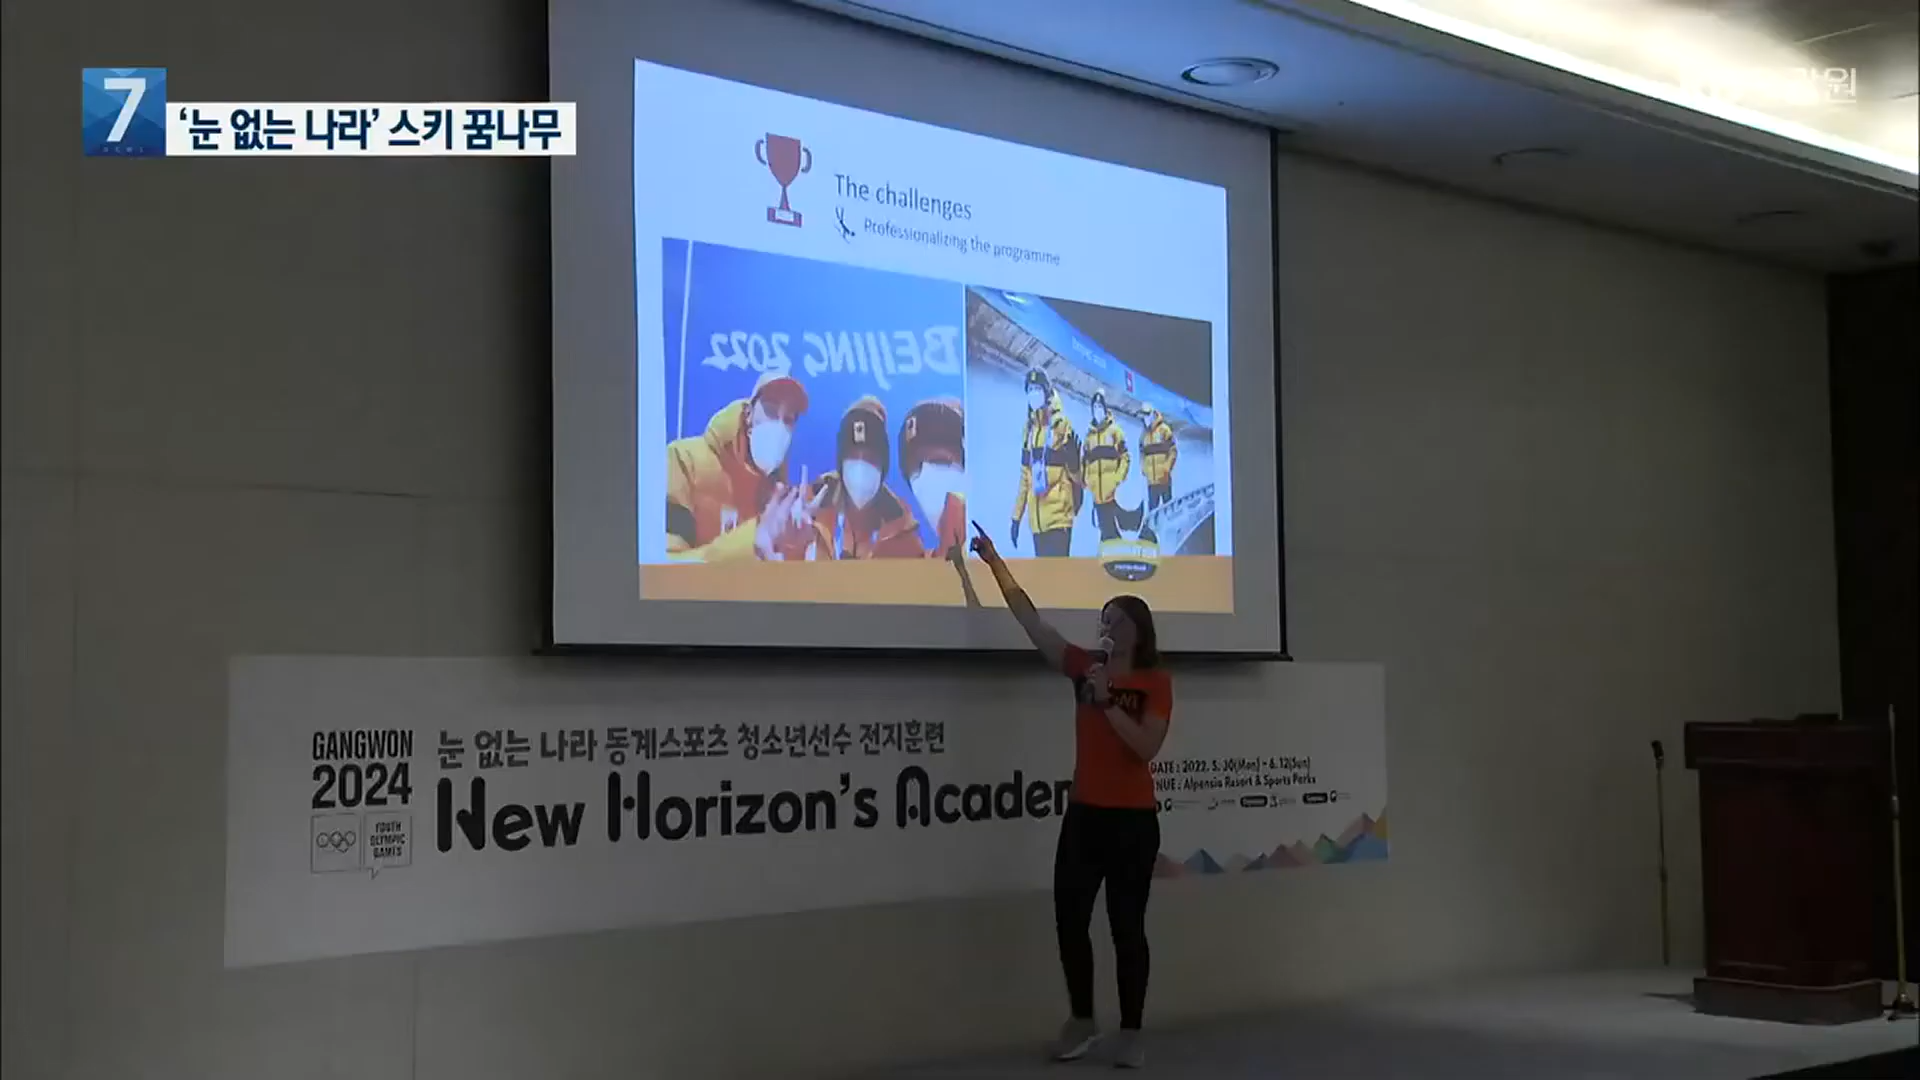 7
NEWS
‘눈 없는 나라’ 스키 꿈나무
The challenges
Professionalizing the programme
BEIJING 2022
GANGWON
2024
YOUTH
OLYMPIC
GAMES
눈 없는 나라 동계스포츠 청소년선수 전지훈련
New Horizon's Academ
DATE : 2022. 5. 30(Mon) ~ 6. 12(Sun)
NUE : Alpensia Resort & Sports Parks